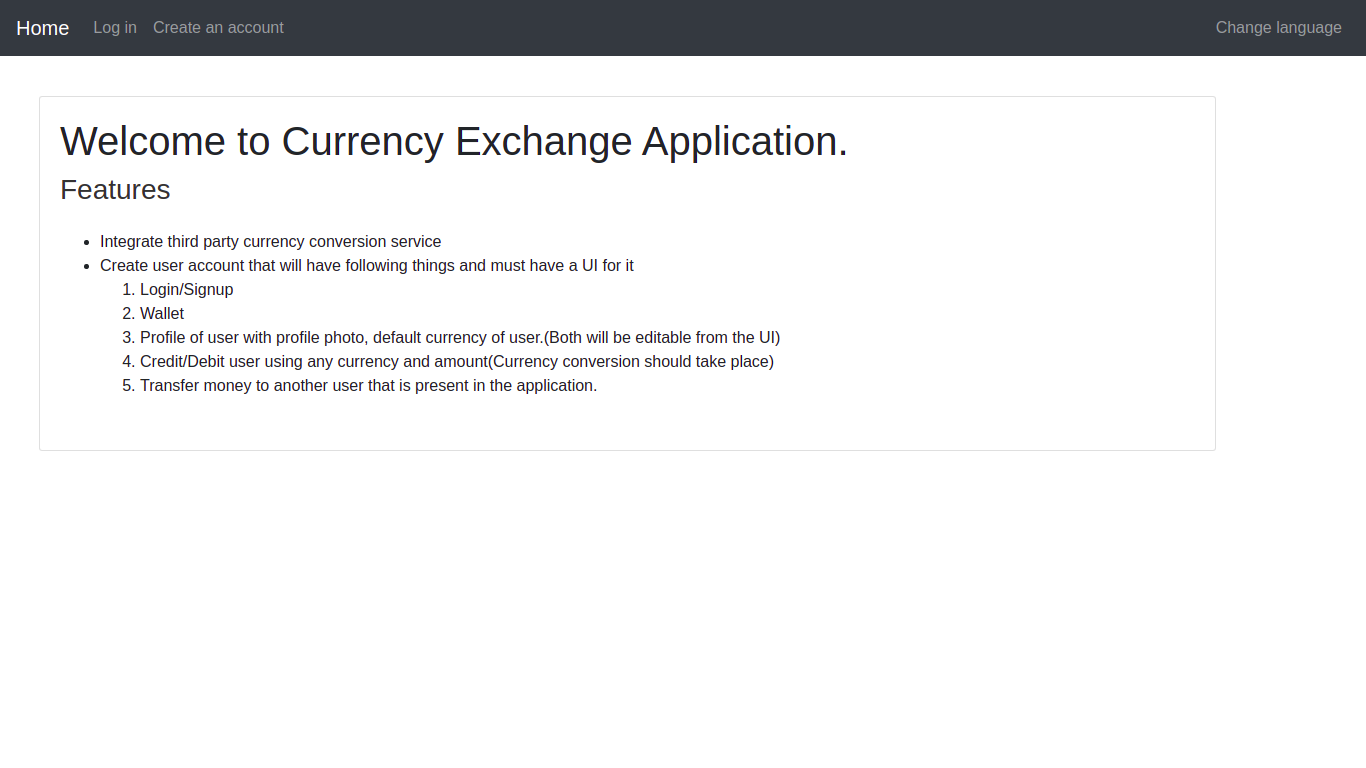 Home Log in Create an account Change language
Welcome to Currency Exchange Application.
Features
• Integrate third party currency conversion service
• Create user account that will have following things and must have a UI for it
1. Login/Signup
2. Wallet
3. Profile of user with profile photo, default currency of user.(Both will be editable from the UI)
4. Credit/Debit user using any currency and amount(Currency conversion should take place)
5. Transfer money to another user that is present in the application.